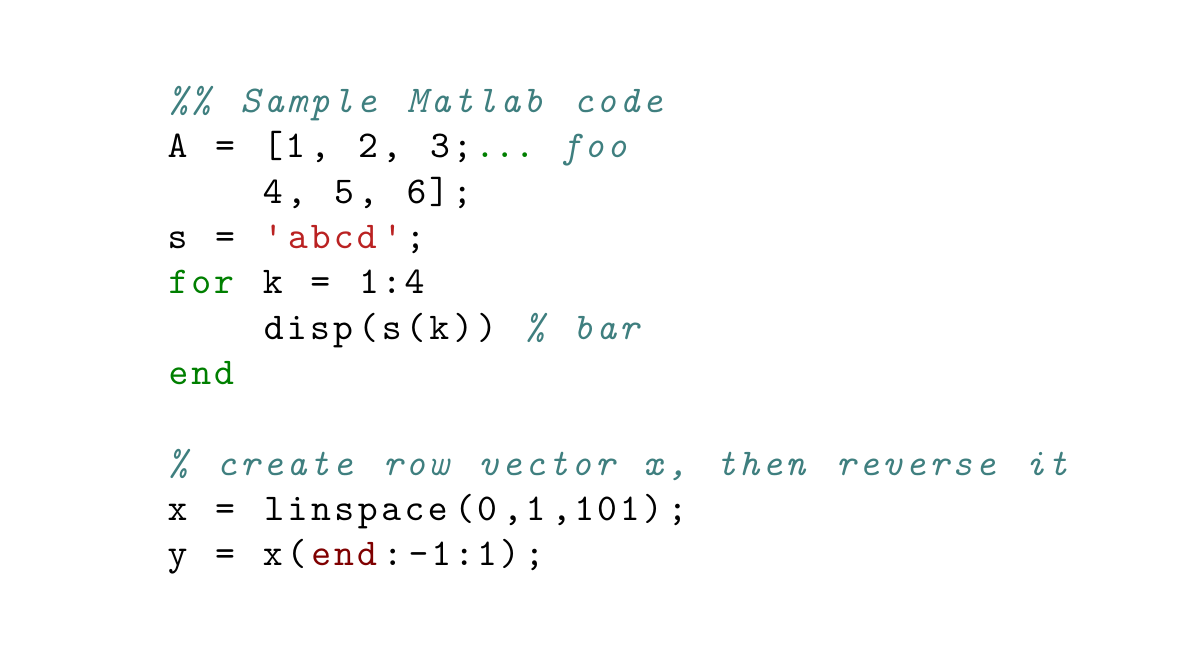 %% Sample Matlab code
A = [1, 2, 3;... foo
    4, 5, 6];
s = 'abcd';
for k = 1:4
    disp(s(k)) % bar
end

% create row vector x, then reverse it
x = linspace(0,1,101);
y = x(end:-1:1);